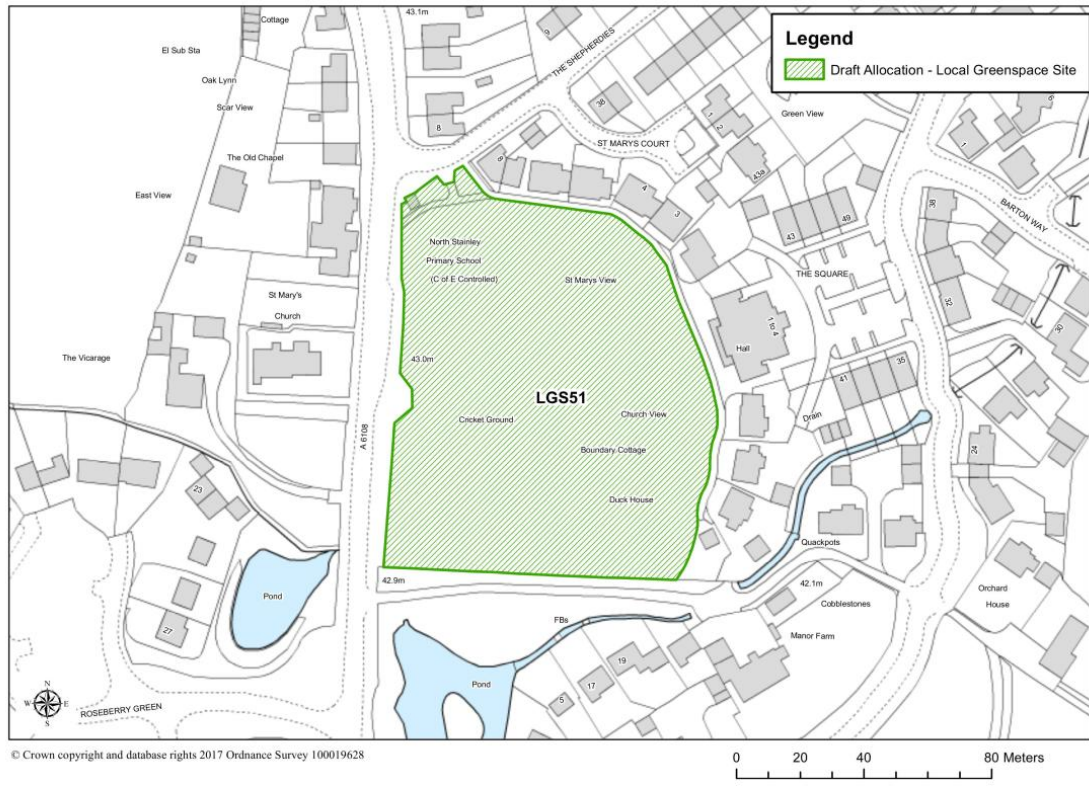 43.1m
Cottage
El Sub Sta
9
THE SHEPHERDIES
Legend
Draft Allocation - Local Greenspace Site
Oak Lynn
Scar View
38
1
2
Green View
6
1
8
ST MARYS COURT
The Old Chapel
9
43a
East View
4
3
49
43
38
BARTON WAY
North Stainley
Primary School
(C of E Controlled)
St Marys View
THE SQUARE
St Mary's
Church
32
1 to 4
Hall
30
The Vicarage
43.0m
35
41
LGS51
A 6108
Cricket Ground
Church View
Drain
Boundary Cottage
24
23
Duck House
Quackpots
42.9m
42.1m
Pond
Cobblestones
Orchard
House
27
FBs
Manor Farm
19
17
Pond
5
N
W
E
S
ROSEBERRY GREEN
© Crown copyright and database rights 2017 Ordnance Survey 100019628
0 20 40 80 Meters